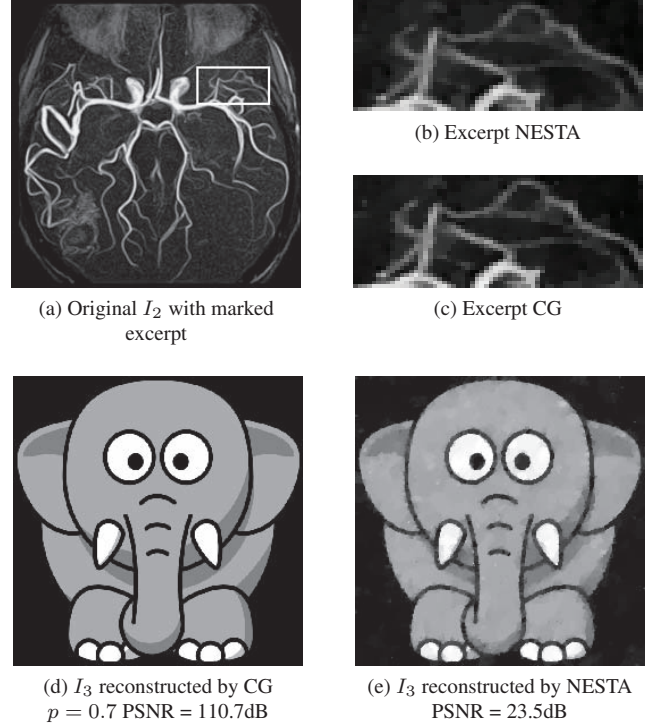 (a) Original I₂ with marked
excerpt
(b) Excerpt NESTA
(c) Excerpt CG
(d) I₃ reconstructed by CG
p = 0.7 PSNR = 110.7dB
(e) I₃ reconstructed by NESTA
PSNR = 23.5dB